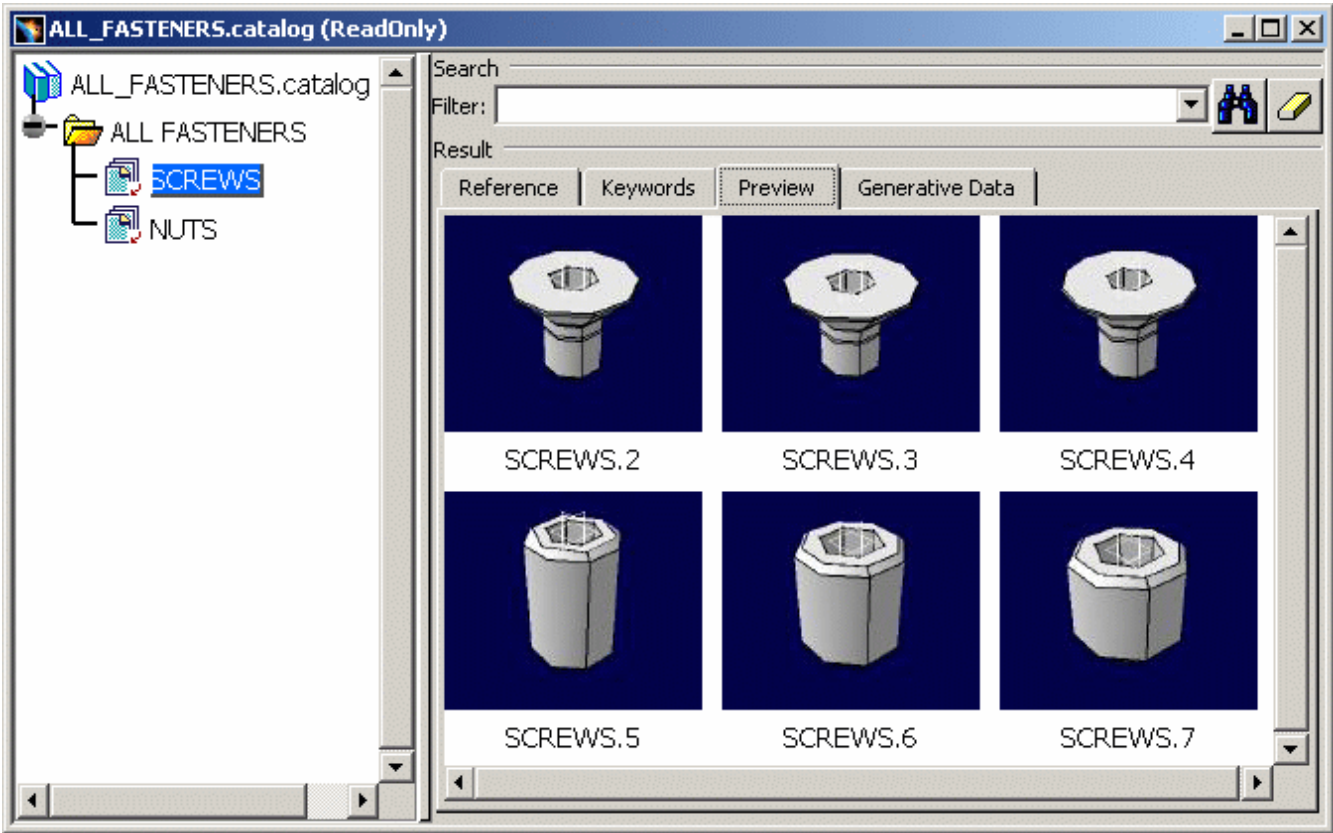 ALL_FASTENERS.catalog (ReadOnly)
ALL_FASTENERS.catalog
ALL FASTENERS
SCREWS
NUTS
Search
Filter:
Result
Reference Keywords Preview Generative Data
SCREWS.2 SCREWS.3 SCREWS.4
SCREWS.5 SCREWS.6 SCREWS.7